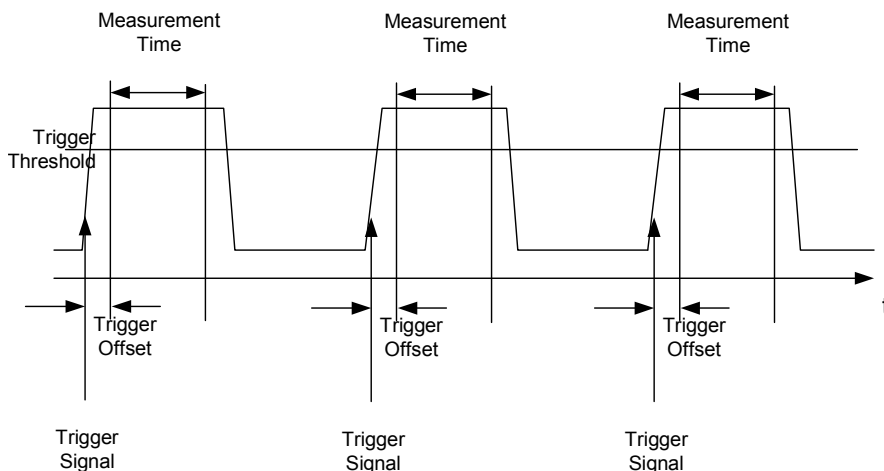 Measurement
Time
Measurement
Time
Measurement
Time
Trigger
Threshold
t
Trigger
Offset
Trigger
Offset
Trigger
Offset
Trigger
Signal
Trigger
Signal
Trigger
Signal